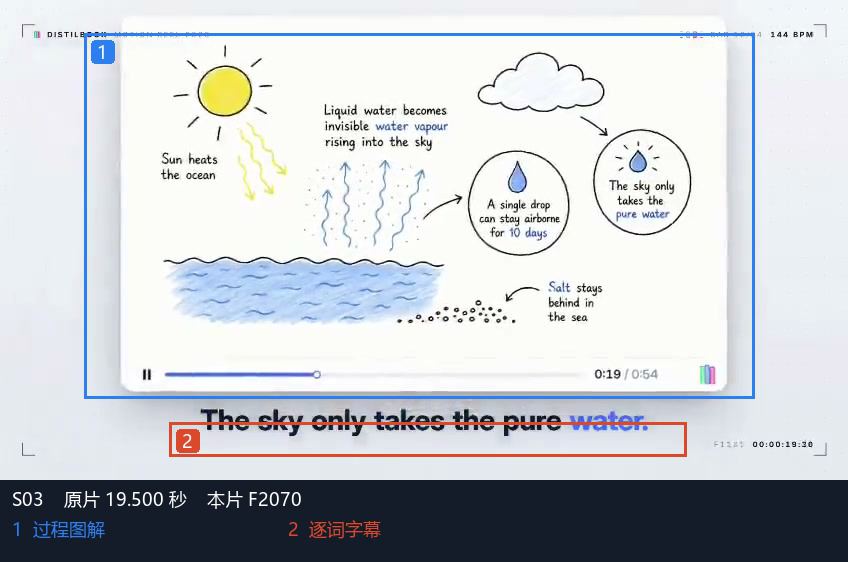 144 BPM
1
Liquid water becomes
invisible water vapour
rising into the sky
Sun heats
the ocean
The sky only
takes the
pure water
A single drop
can stay airborne
for 10 days
Salt stays
behind in
the sea
0:19 / 0:54
The sky only takes the pure water.
2
00:00:19:30
S03 原片 19.500 秒 本片 F2070
1 过程图解
2 逐词字幕